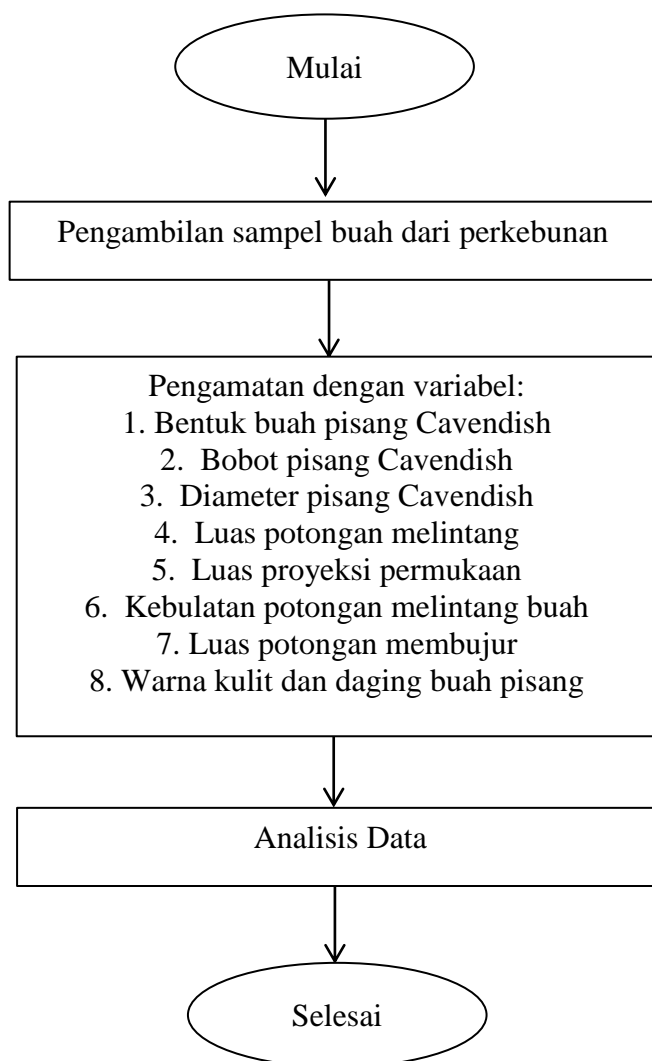 Mulai
Pengambilan sampel buah dari perkebunan
Pengamatan dengan variabel:
1. Bentuk buah pisang Cavendish
2. Bobot pisang Cavendish
3. Diameter pisang Cavendish
4. Luas potongan melintang
5. Luas proyeksi permukaan
6. Kebulatan potongan melintang buah
7. Luas potongan membujur
8. Warna kulit dan daging buah pisang
Analisis Data
Selesai